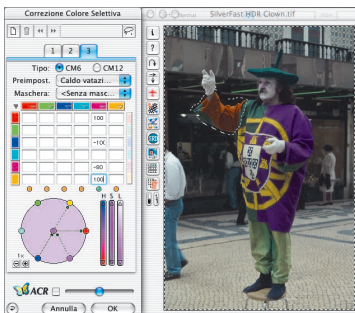 Correzione Colore Selettiva
SilverFast HDR Clown.tif
1 2 3
Tipo: CM6 CM12
Preimpost. Caldo vatazi...
Maschera: <Senza masc...
100
-100
-80
100
H S L
1x
ACR
Annulla OK